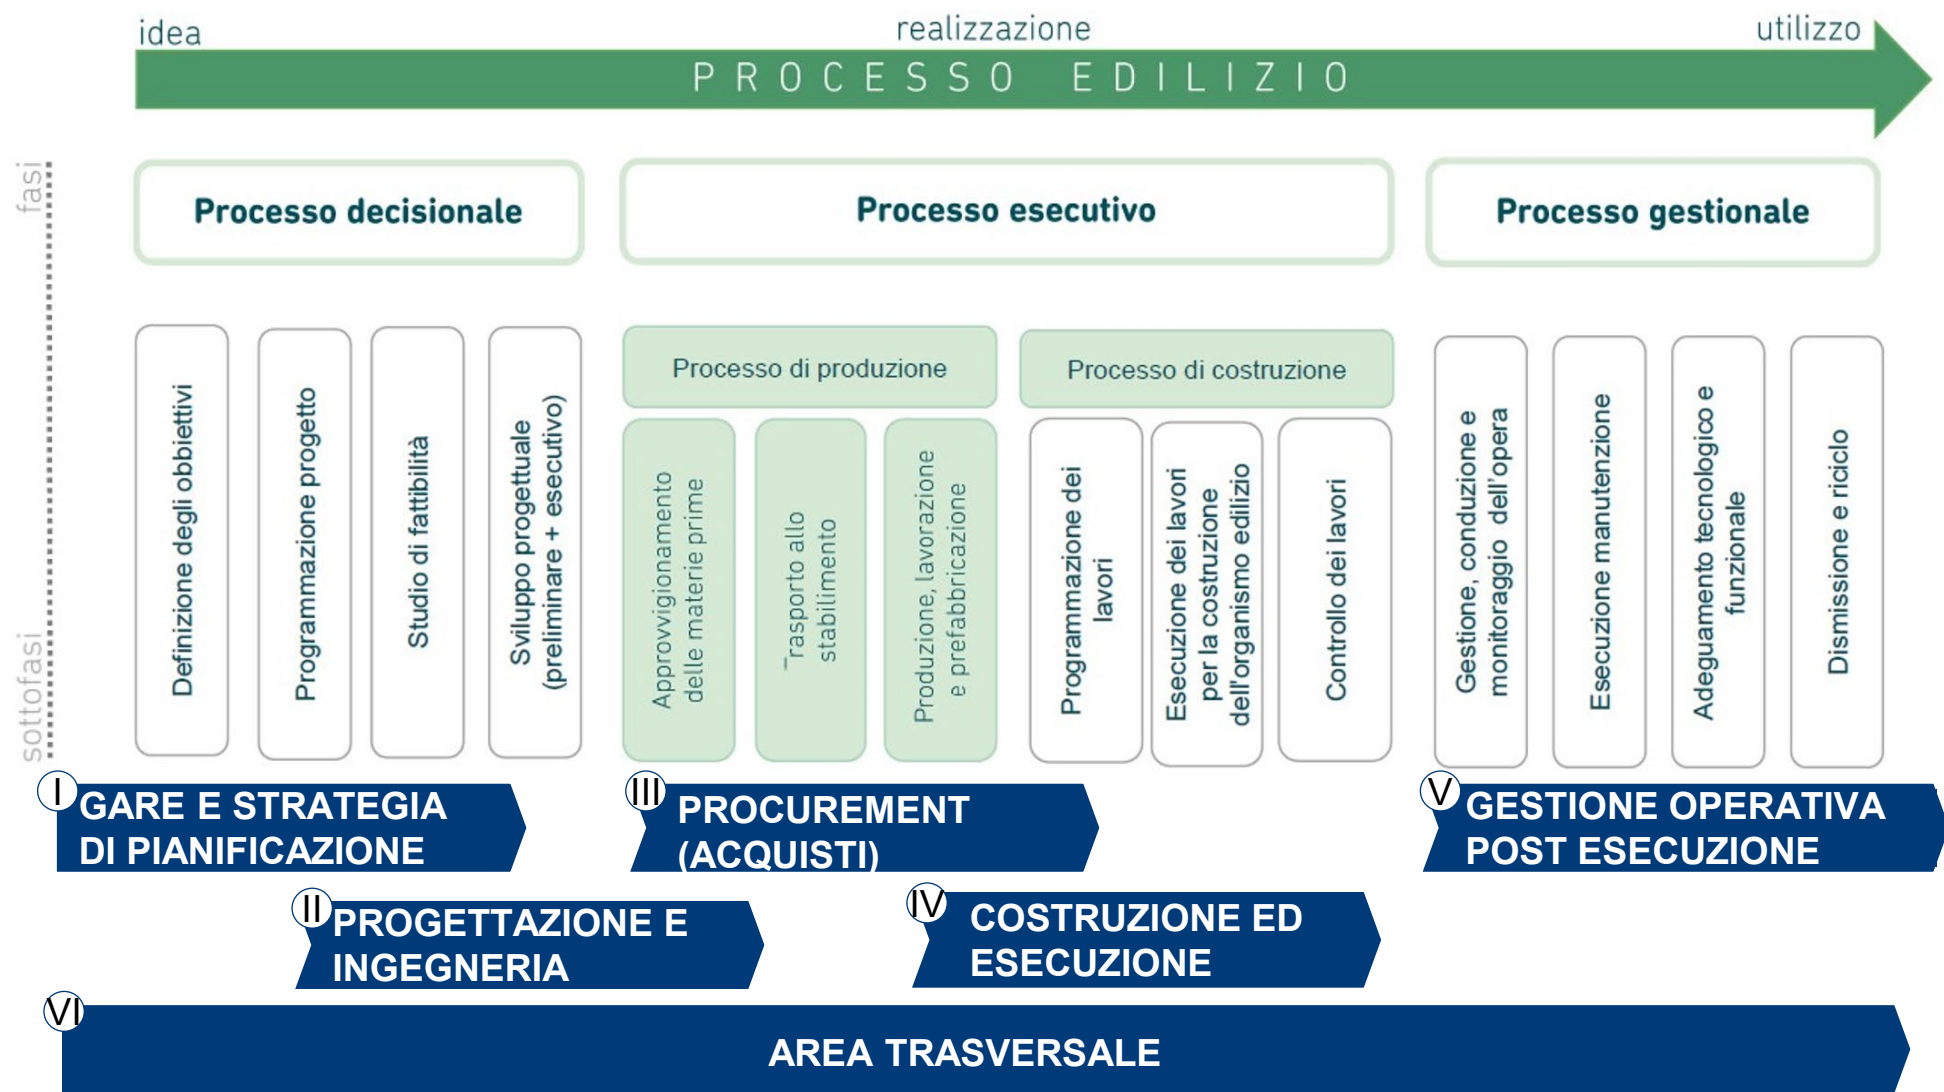 idea
realizzazione
utilizzo
PROCESSO EDILIZIO
fasi
sottofasi
Processo decisionale
Processo esecutivo
Processo gestionale
Definizione degli obbiettivi
Programmazione progetto
Studio di fattibilità
Sviluppo progettuale
(preliminare + esecutivo)
Processo di produzione
Approvvigionamento
delle materie prime
Trasporto allo
stabilimento
Produzione, lavorazione
e prefabbricazione
Processo di costruzione
Programmazione dei
lavori
Esecuzione dei lavori
per la costruzione
dell'organismo edilizio
Controllo dei lavori
Gestione, conduzione e
monitoraggio dell'opera
Esecuzione manutenzione
Adeguamento tecnologico e
funzionale
Dismissione e riciclo
I
GARE E STRATEGIA
DI PIANIFICAZIONE
II
PROGETTAZIONE E
INGEGNERIA
III
PROCUREMENT
(ACQUISTI)
IV
COSTRUZIONE ED
ESECUZIONE
V
GESTIONE OPERATIVA
POST ESECUZIONE
VI
AREA TRASVERSALE